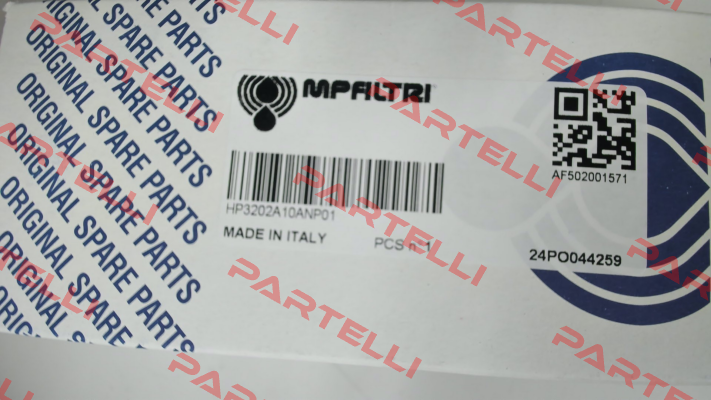 ORIGINAL SPARE PARTS
ORIGINAL SPARE PARTS
ORIGINAL SPARE PARTS
ORIGINAL SPARE PARTS
ORIGINAL SPARE PARTS
ORIGINAL SPARE PARTS
MPFILTRI
AF502001571
HP3202A10ANP01
MADE IN ITALY
PCS n. 1
24PO044259
PARTELLI
PARTELLI
PARTELLI
PARTELLI
PARTELLI
PARTELLI